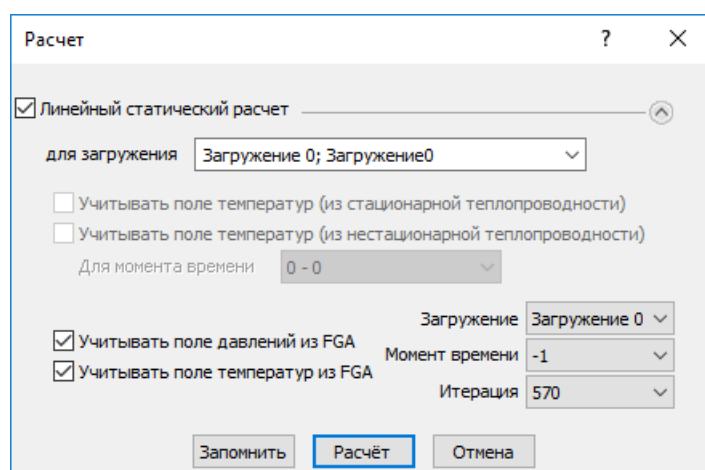 Расчет ?
Линейный статический расчет
для загружения Загружение 0; Загружение0
Учитывать поле температур (из стационарной теплопроводности)
Учитывать поле температур (из нестационарной теплопроводности)
Для момента времени 0 - 0
Загружение Загружение 0
Учитывать поле давлений из FGA
Момент времени -1
Учитывать поле температур из FGA
Итерация 570
Запомнить Расчёт Отмена